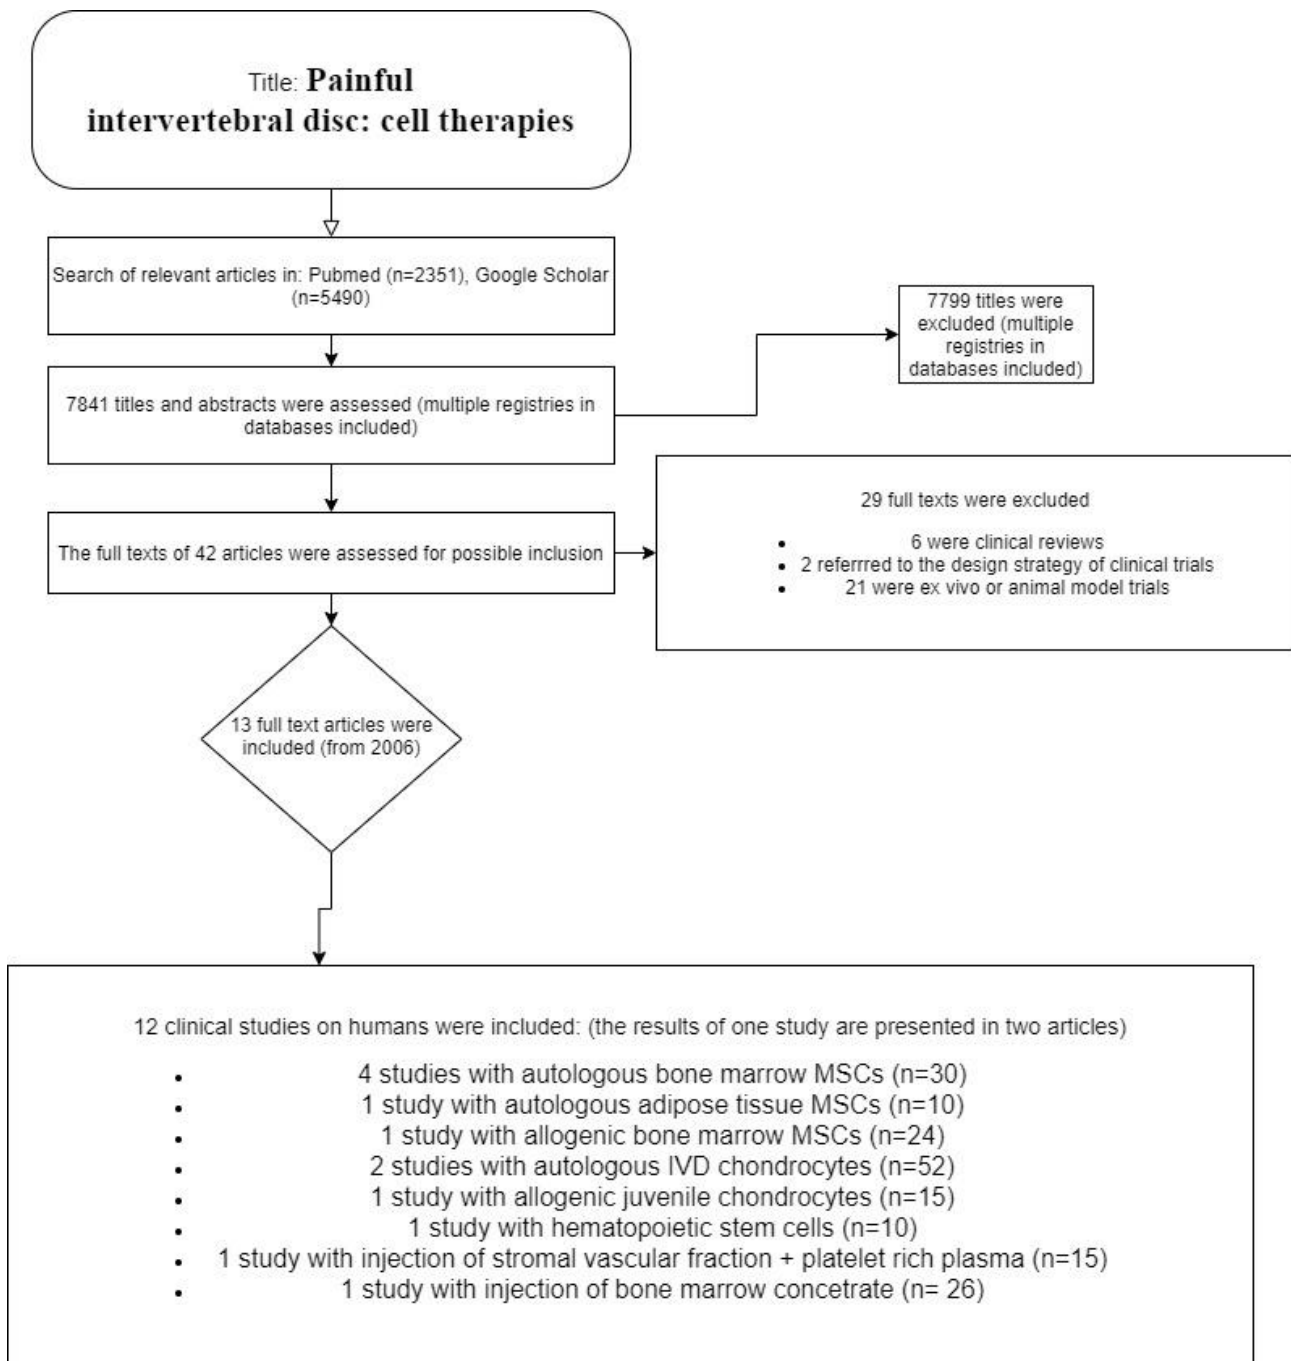 Title: Painful
intervertebral disc: cell therapies
Search of relevant articles in: Pubmed (n=2351), Google Scholar
(n=5490)
7799 titles were
excluded (multiple
registries in
databases included)
7841 titles and abstracts were assessed (multiple registries in
databases included)
29 full texts were excluded
• 6 were clinical reviews
• 2 referrred to the design strategy of clinical trials
• 21 were ex vivo or animal model trials
The full texts of 42 articles were assessed for possible inclusion
13 full text articles were
included (from 2006)
12 clinical studies on humans were included: (the results of one study are presented in two articles)
• 4 studies with autologous bone marrow MSCs (n=30)
• 1 study with autologous adipose tissue MSCs (n=10)
• 1 study with allogenic bone marrow MSCs (n=24)
• 2 studies with autologous IVD chondrocytes (n=52)
• 1 study with allogenic juvenile chondrocytes (n=15)
• 1 study with hematopoietic stem cells (n=10)
• 1 study with injection of stromal vascular fraction + platelet rich plasma (n=15)
• 1 study with injection of bone marrow concetrate (n= 26)